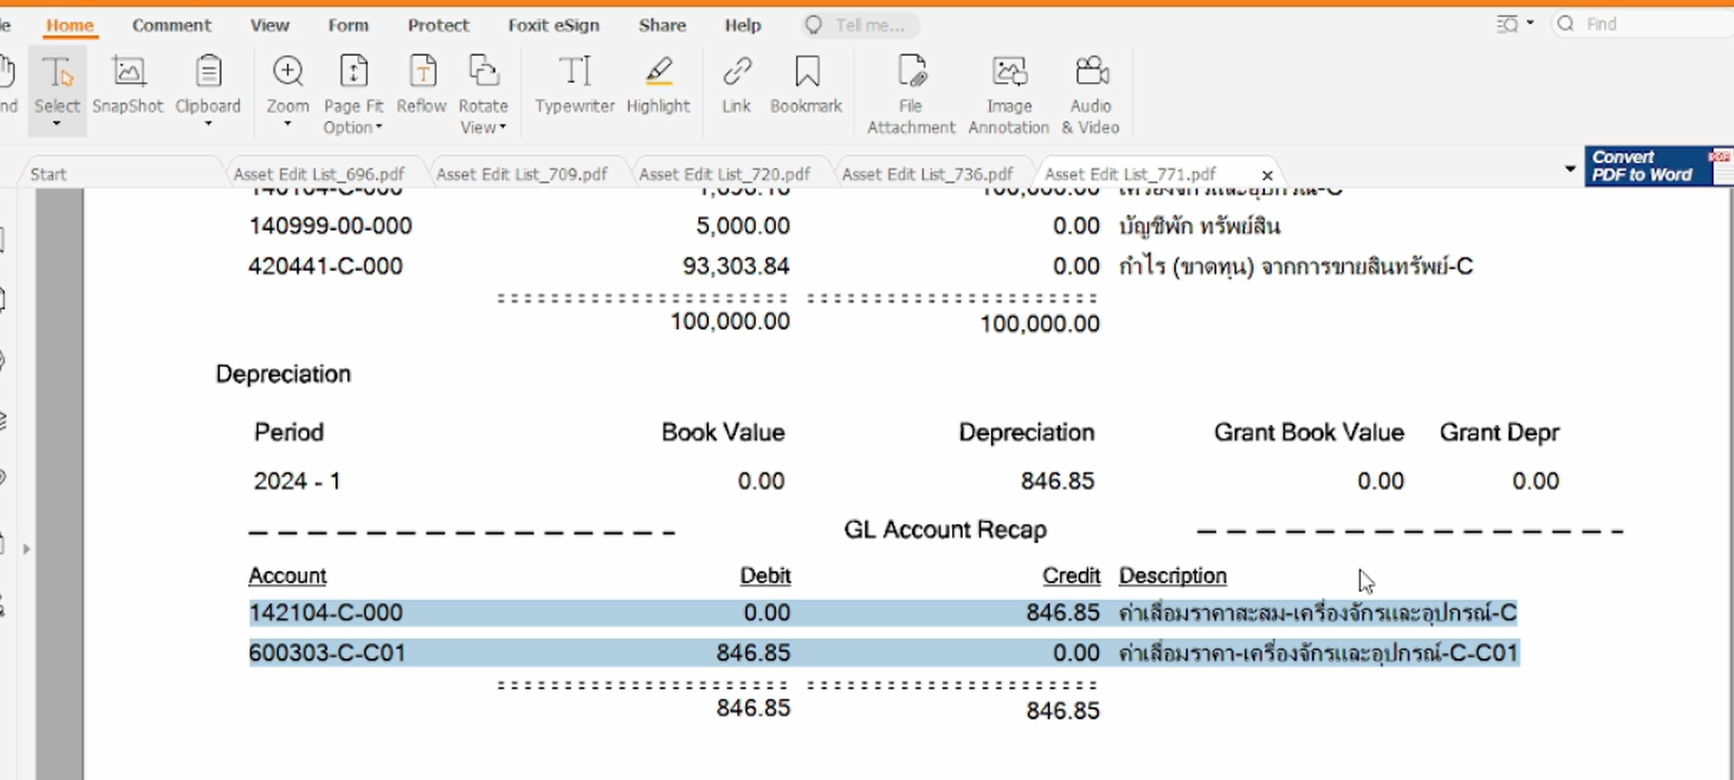 Home Comment View Form Protect Foxit eSign Share Help Tell me... Find
Select SnapShot Clipboard Zoom Page Fit Option Reflow Rotate View Typewriter Highlight Link Bookmark File Attachment Image Annotation Audio & Video
Start Asset Edit List_696.pdf Asset Edit List_709.pdf Asset Edit List_720.pdf Asset Edit List_736.pdf Asset Edit List_771.pdf × Convert PDF to Word
140999-00-000 5,000.00 0.00 บัญชีพัก ทรัพย์สิน
420441-C-000 93,303.84 0.00 กำไร (ขาดทุน) จากการขายสินทรัพย์-C
100,000.00 100,000.00
Depreciation
Period Book Value Depreciation Grant Book Value Grant Depr
2024 - 1 0.00 846.85 0.00 0.00
GL Account Recap
Account Debit Credit Description
142104-C-000 0.00 846.85 ค่าเสื่อมราคาสะสม-เครื่องจักรและอุปกรณ์-C
600303-C-C01 846.85 0.00 ค่าเสื่อมราคา-เครื่องจักรและอุปกรณ์-C-C01
846.85 846.85